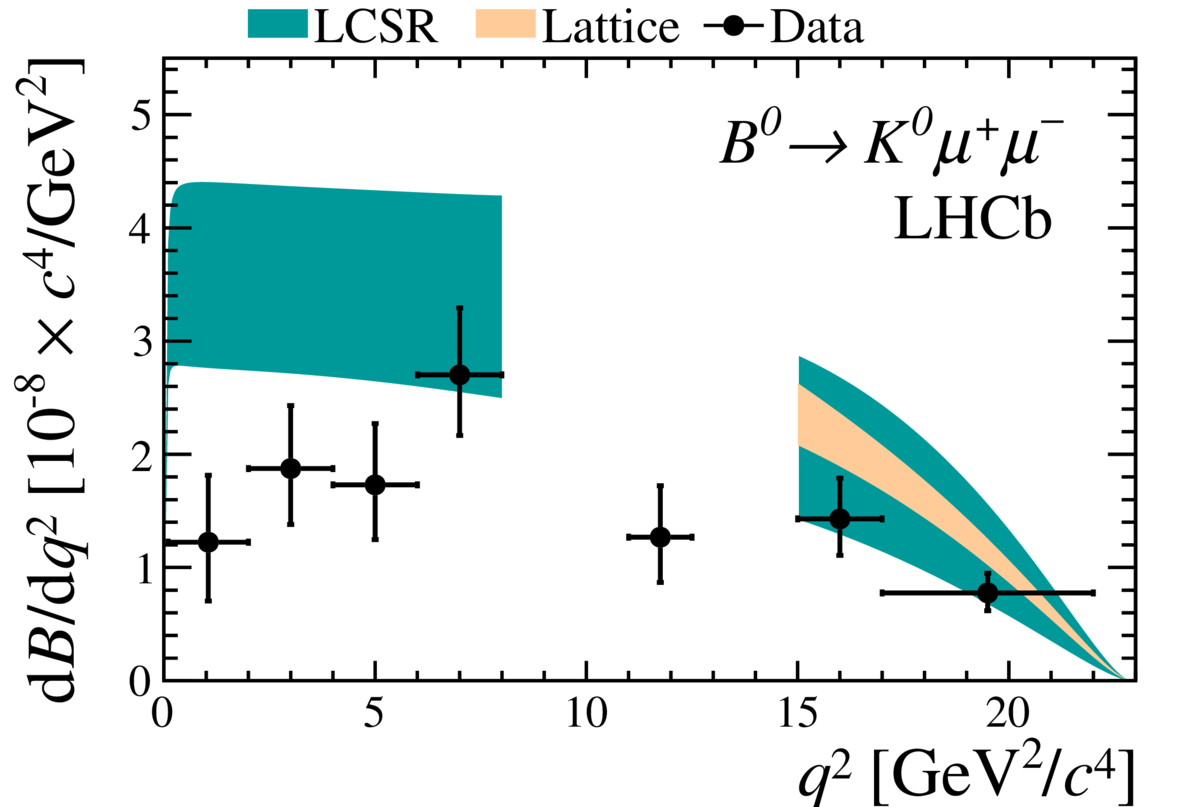 LCSR Lattice Data
dB/dq² [10⁻⁸ × c⁴/GeV²]
5
4
3
2
1
0
B⁰ → K⁰μ⁺μ⁻
LHCb
0 5 10 15 20
q² [GeV²/c⁴]